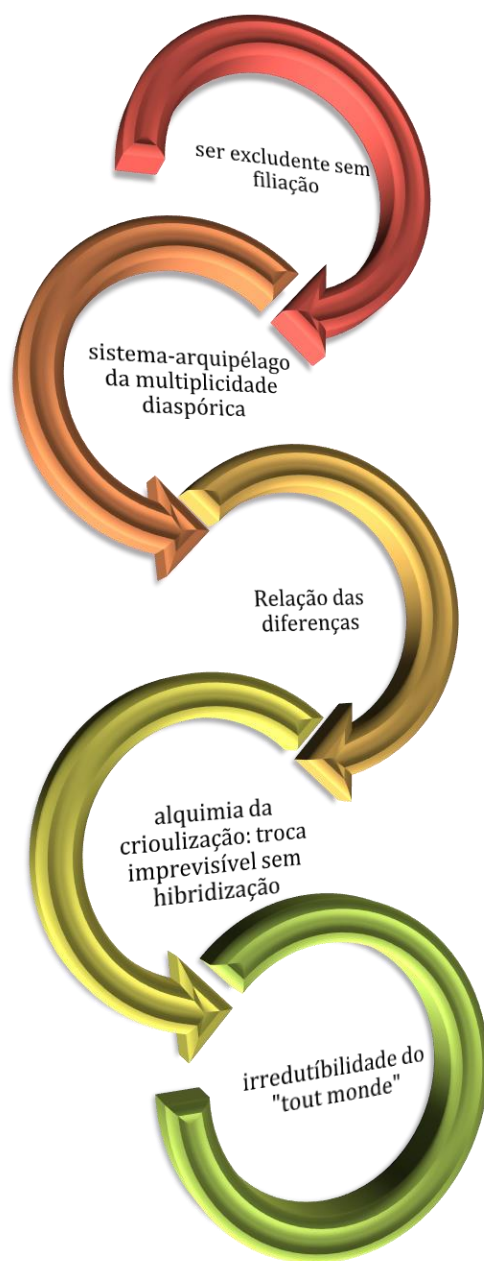 ser excludente sem
filiação
sistema-arquipélago
da multiplicidade
diaspórica
Relação das
diferenças
alquimia da
crioulização: troca
imprevisível sem
hibridização
irredutíbilidade do
"tout monde"